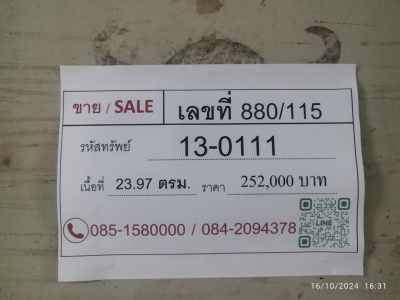 ขาย / SALE เลขที่ 880/115
รหัสทรัพย์ 13-0111
เนื้อที่ 23.97 ตรม. ราคา 252,000 บาท
085-1580000 / 084-2094378
LINE
16/10/2024 16:31